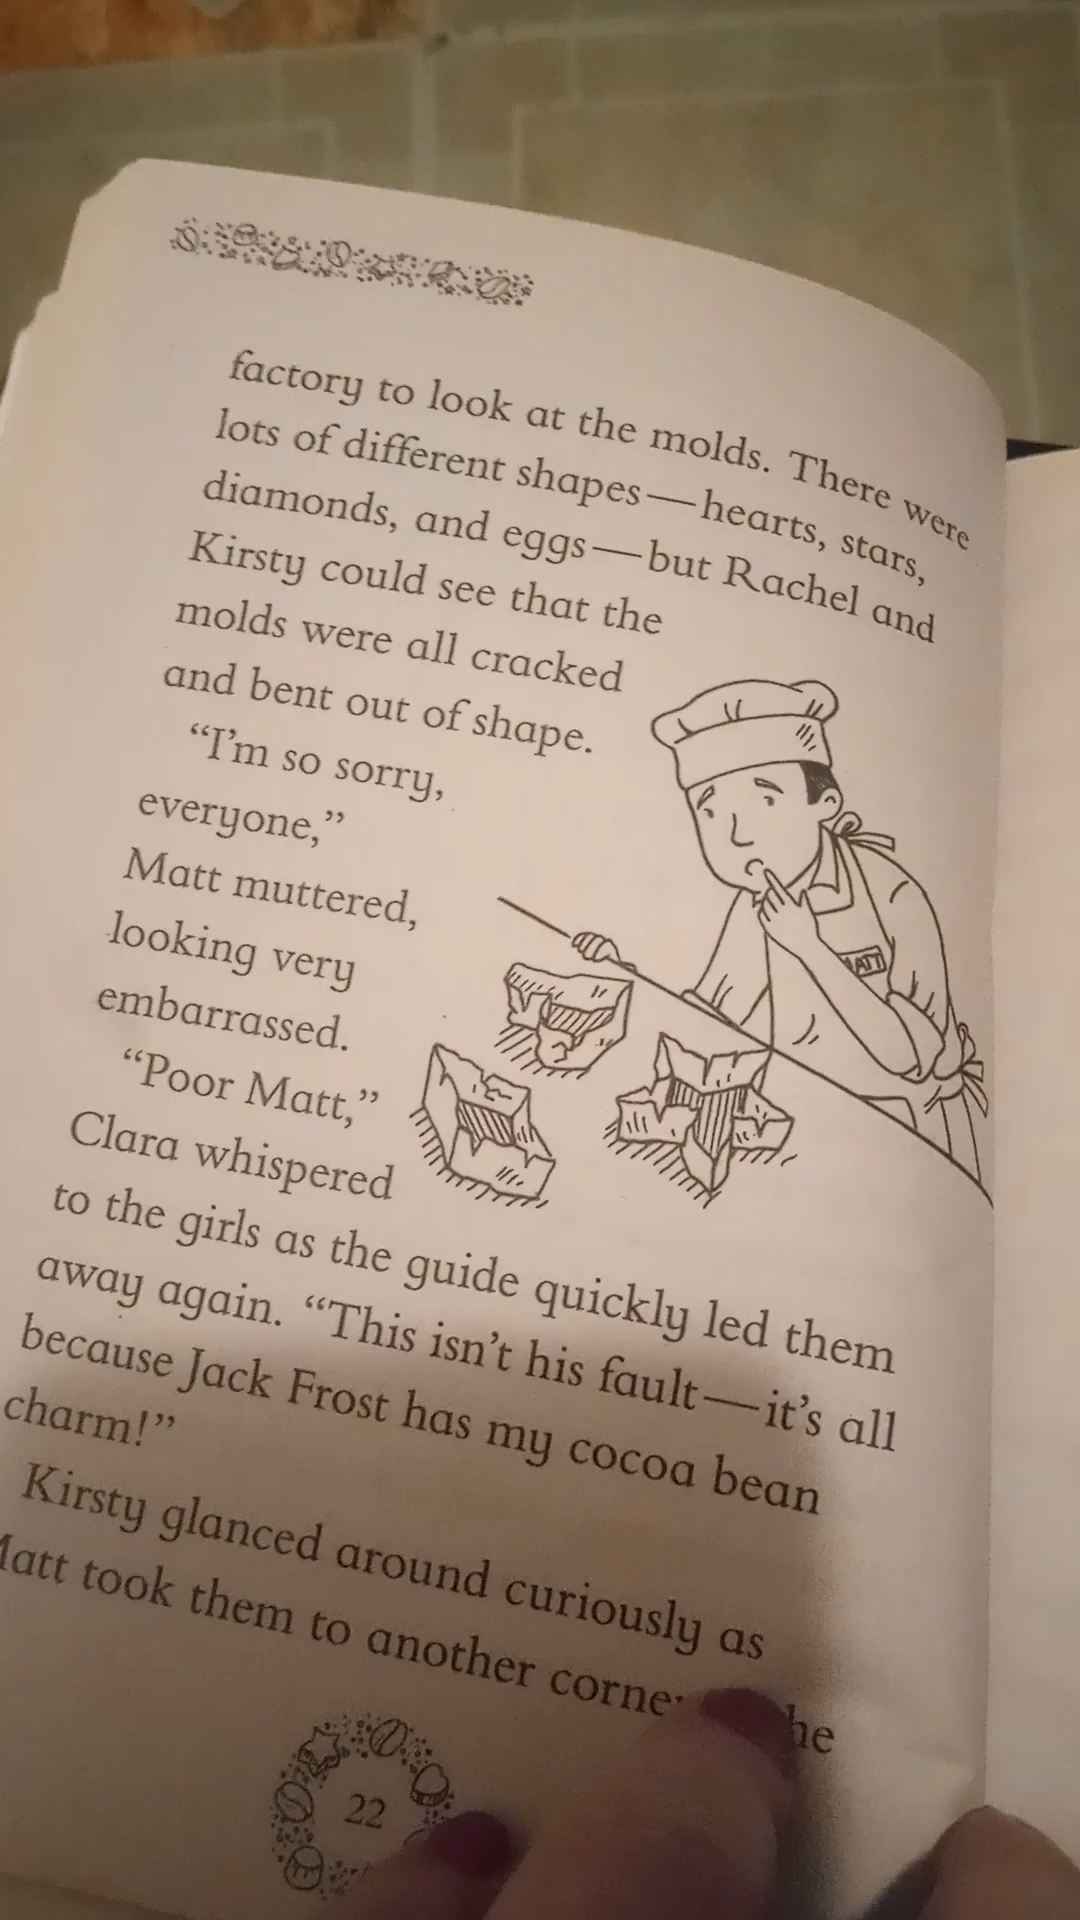 factory to look at the molds. There were
lots of different shapes—hearts, stars,
diamonds, and eggs—but Rachel and
Kirsty could see that the
molds were all cracked
and bent out of shape.
“I’m so sorry,
everyone,”
Matt muttered,
looking very
embarrassed.
“Poor Matt,”
Clara whispered
to the girls as the guide quickly led them
away again. “This isn’t his fault—it’s all
because Jack Frost has my cocoa bean
charm!”
Kirsty glanced around curiously as
Matt took them to another corner
22